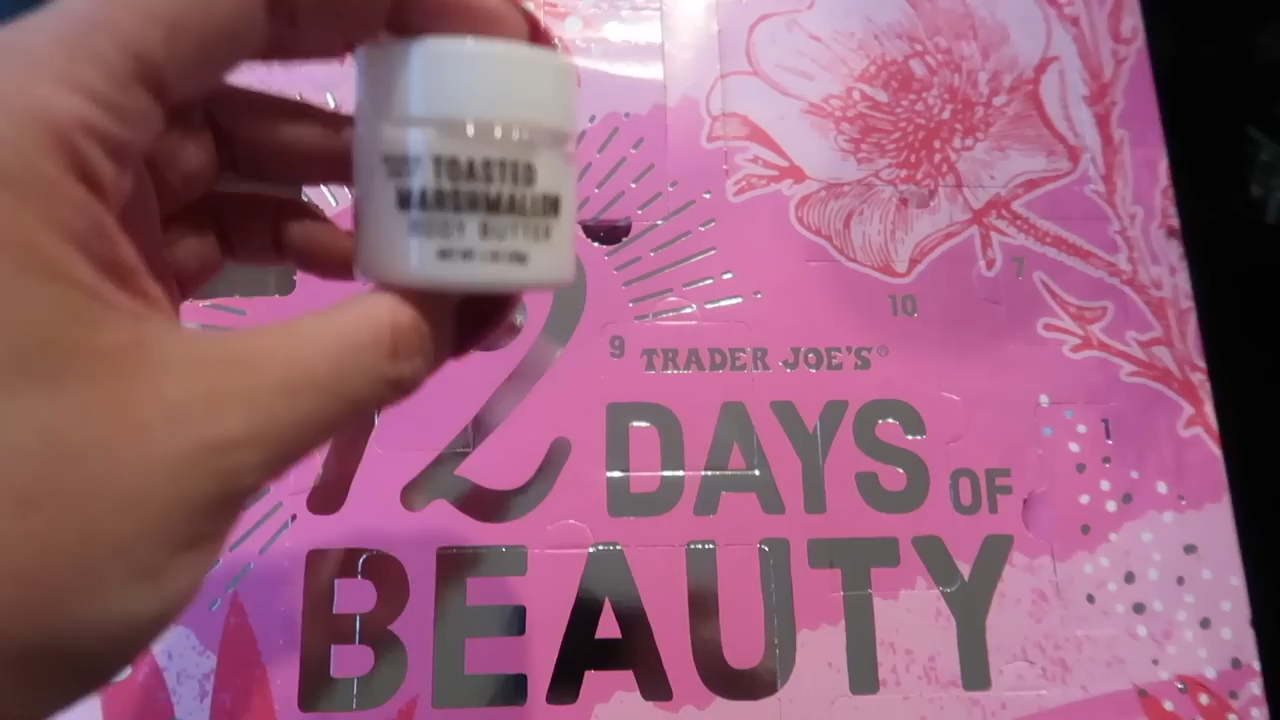 TOASTED
MARSHMALLOW
BODY BUTTER
7
10
9
TRADER JOE'S®
12 DAYS OF
1
BEAUTY